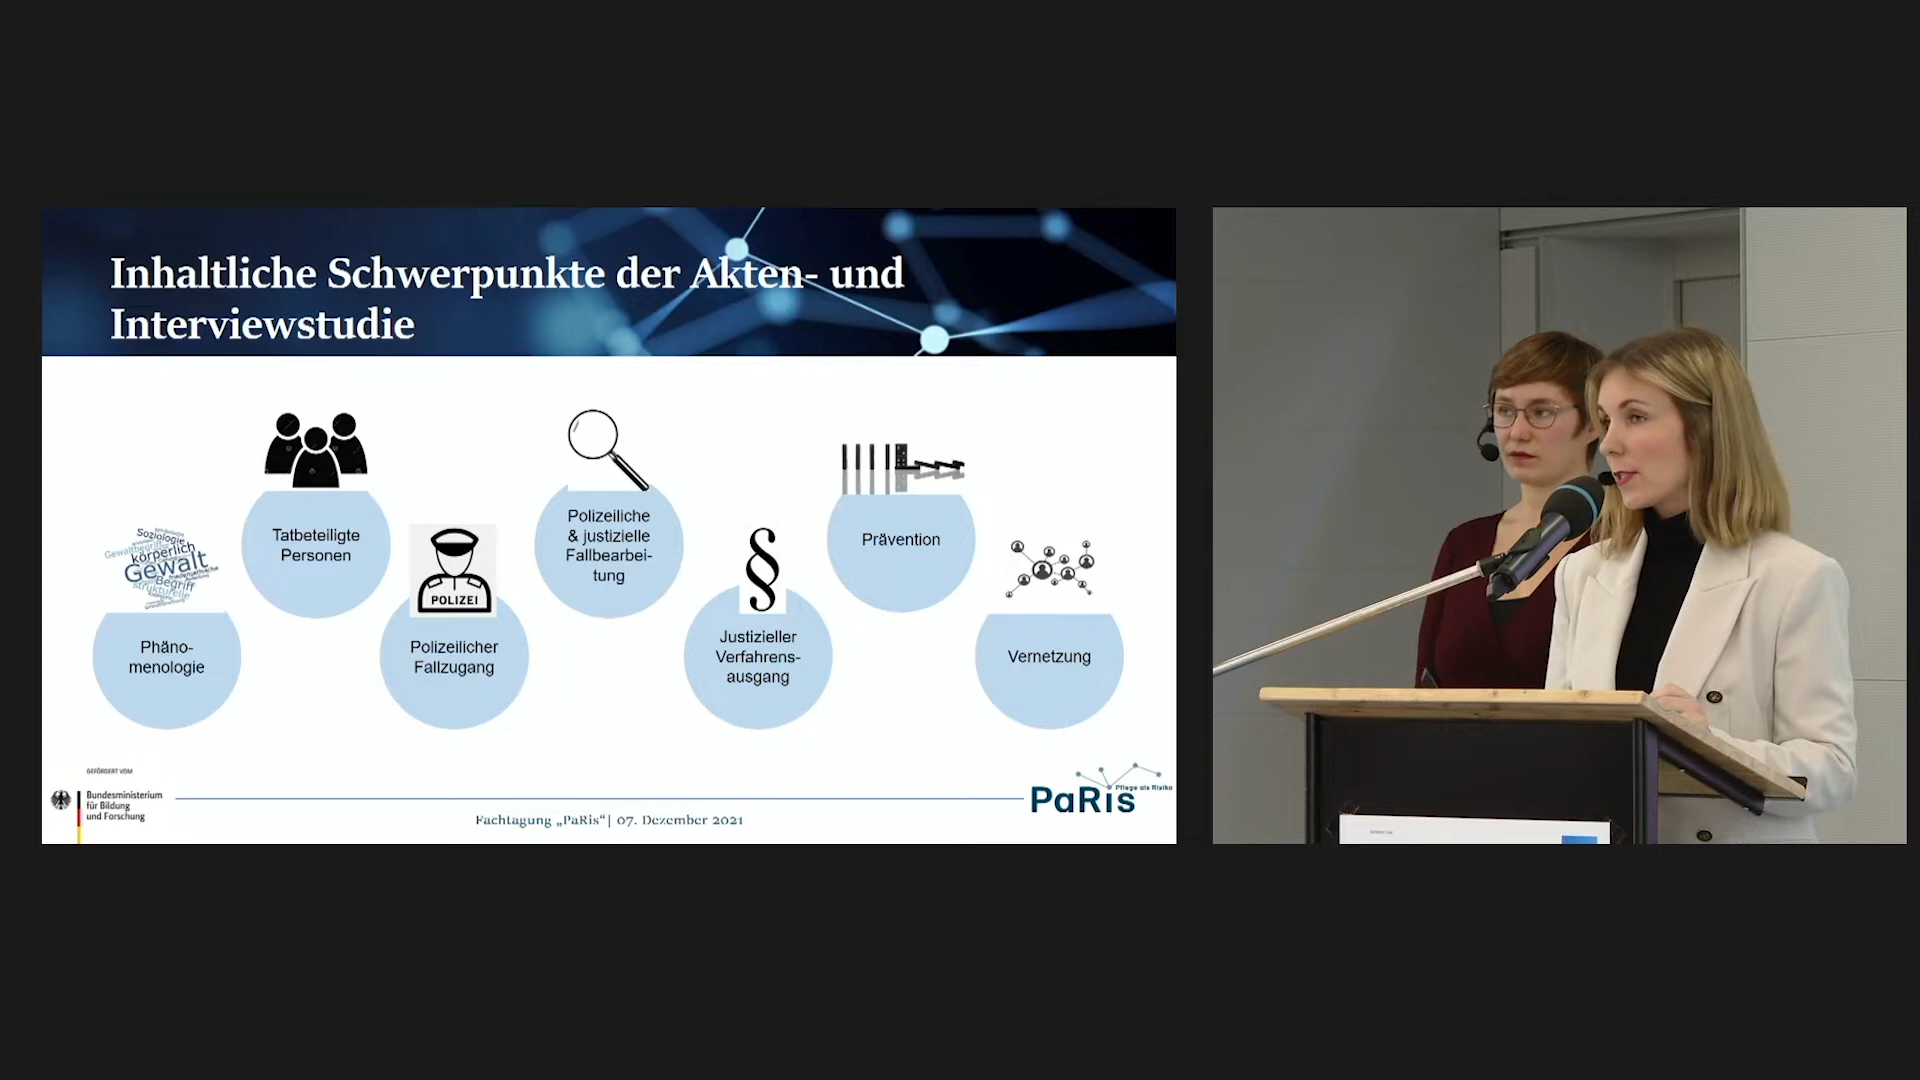 Inhaltliche Schwerpunkte der Akten- und
Interviewstudie
Soziologie
körperlich
Gewalt
Begriff
strukturelle
Phäno-
menologie
Tatbeteiligte
Personen
POLIZEI
Polizeilicher
Fallzugang
Polizeiliche
& justizielle
Fallbearbei-
tung
§
Justizieller
Verfahrens-
ausgang
Prävention
Vernetzung
GEFÖRDERT VOM
Bundesministerium
für Bildung
und Forschung
Fachtagung „PaRis“| 07. Dezember 2021
Pflege als Risiko
PaRis